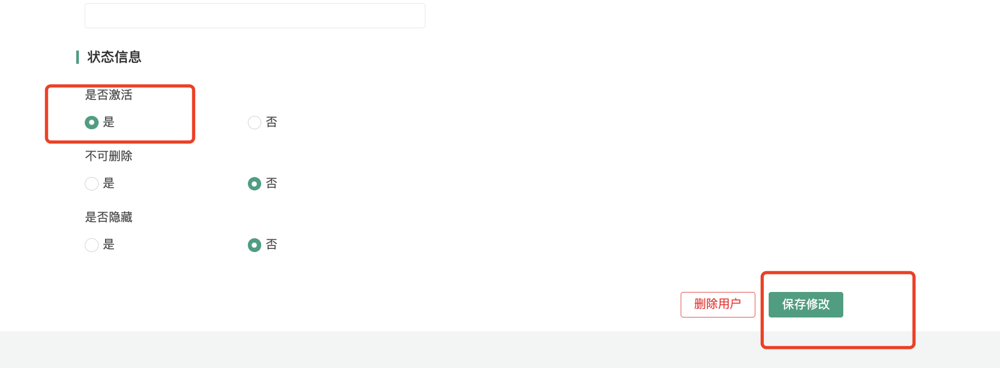 状态信息
是否激活
是 否
不可删除
是 否
是否隐藏
是 否
删除用户 保存修改